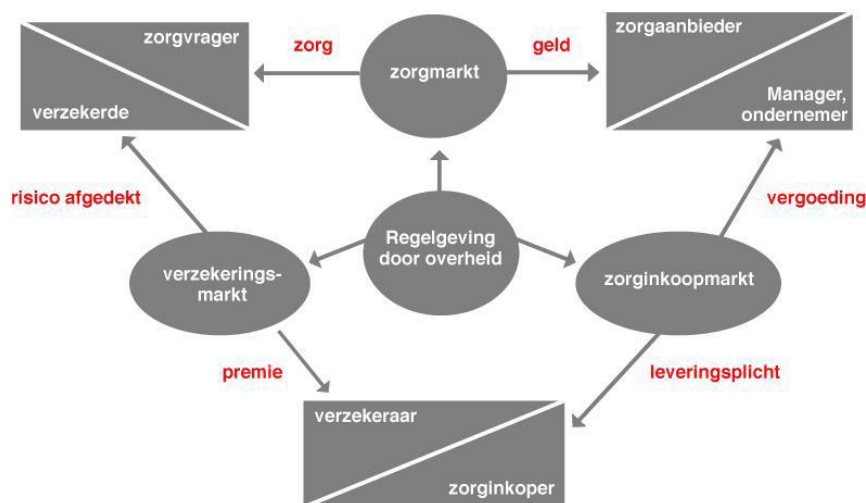 zorgvrager
verzekerde
zorg
zorgmarkt
geld
zorgaanbieder
Manager,
ondernemer
risico afgedekt
Regelgeving
door overheid
vergoeding
verzekerings-
markt
zorginkoopmarkt
premie
leveringsplicht
verzekeraar
zorginkoper